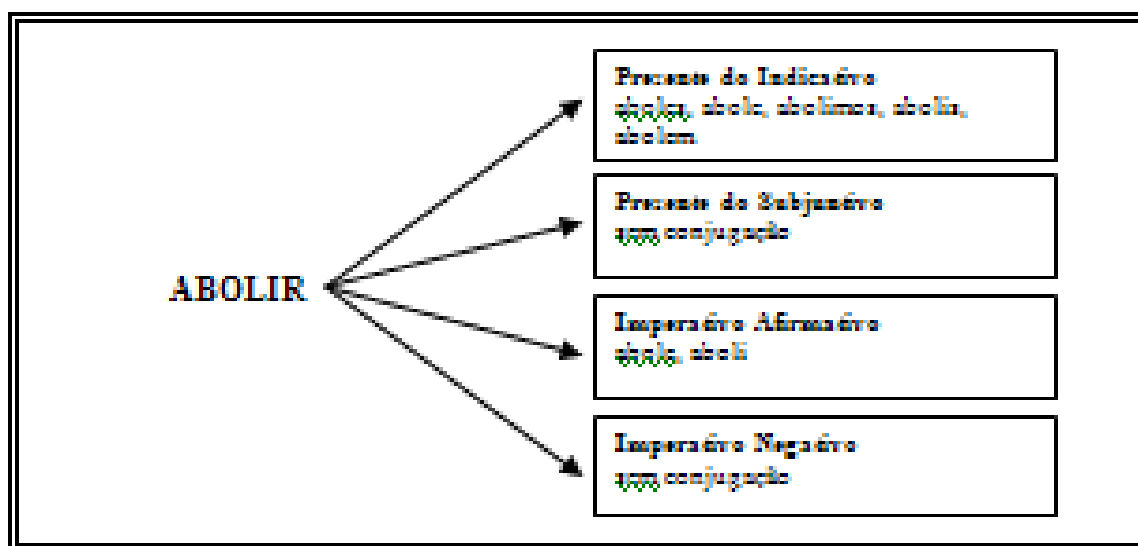 Presente do Indicativo
aboles, abole, abolimos, abolis,
abolem
Presente do Subjuntivo
sem conjugação
ABOLIR
Imperativo Afirmativo
abole, aboli
Imperativo Negativo
sem conjugação